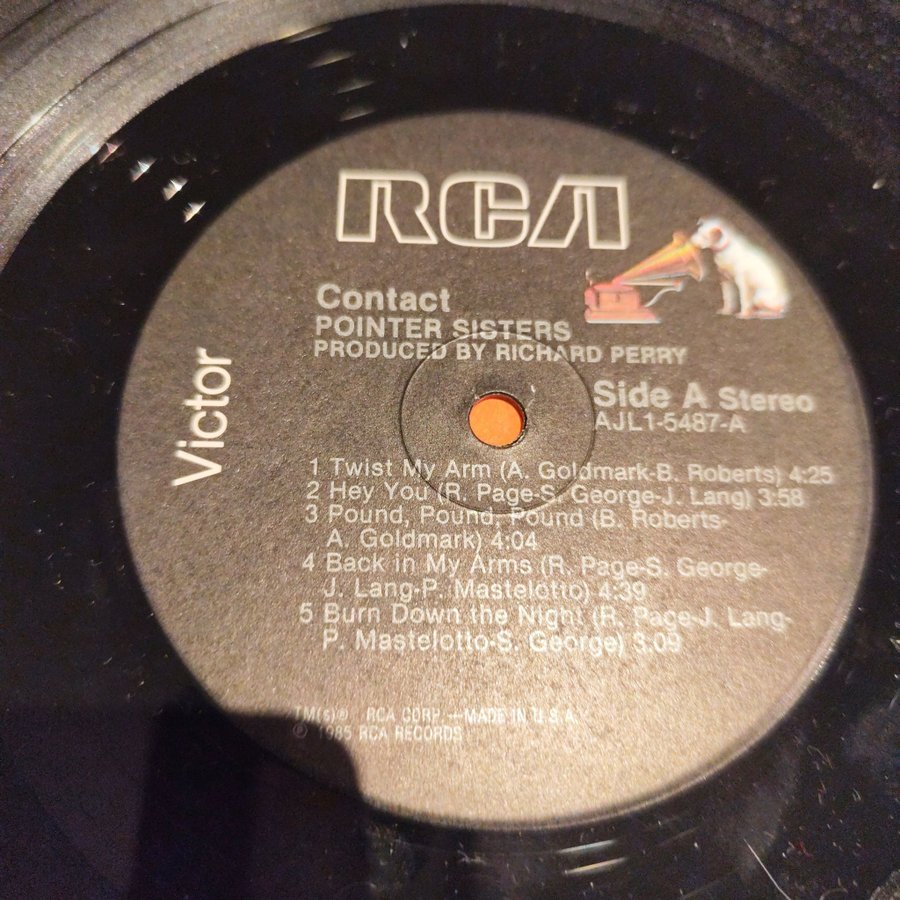 RCA
Contact
POINTER SISTERS
PRODUCED BY RICHARD PERRY
Victor
Side A Stereo
AJL1-5487-A
1 Twist My Arm (A. Goldmark-B. Roberts) 4:25
2 Hey You (R. Page-S. George-J. Lang) 3:58
3 Pound, Pound, Pound (B. Roberts-
A. Goldmark) 4:04
4 Back in My Arms (R. Page-S. George-
J. Lang-P. Mastelotto) 4:39
5 Burn Down the Night (R. Page-J. Lang-
P. Mastelotto-S. George) 3:09
TM(s)® RCA CORP.—MADE IN U.S.A.
℗ 1985 RCA RECORDS